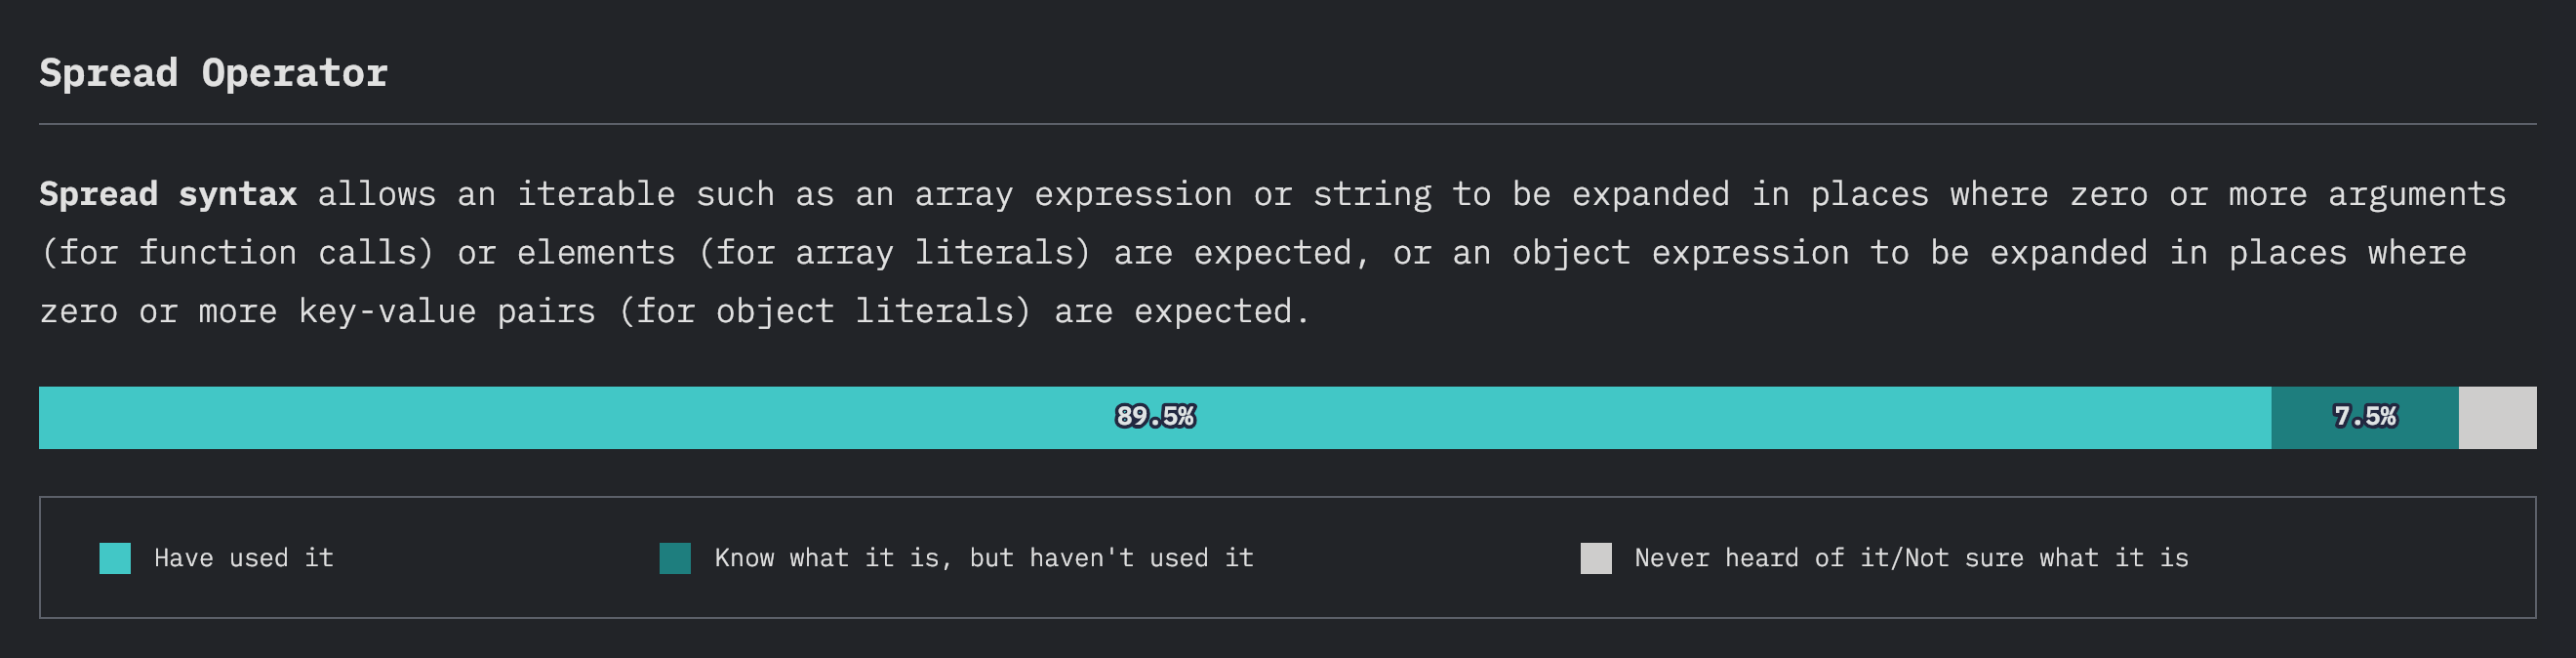 Spread Operator
Spread syntax allows an iterable such as an array expression or string to be expanded in places where zero or more arguments
(for function calls) or elements (for array literals) are expected, or an object expression to be expanded in places where
zero or more key-value pairs (for object literals) are expected.
89.5% 7.5%
Have used it Know what it is, but haven't used it Never heard of it/Not sure what it is